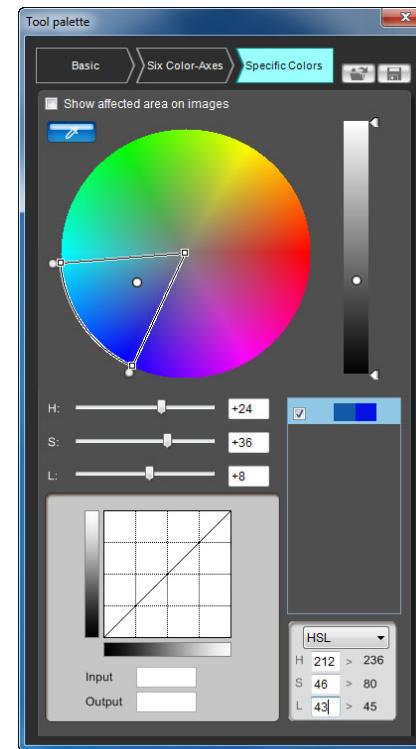 Tool palette
Basic Six Color-Axes Specific Colors
Show affected area on images
H: +24
S: +36
L: +8
Input
Output
HSL
H 212 > 236
S 46 > 80
L 43 > 45